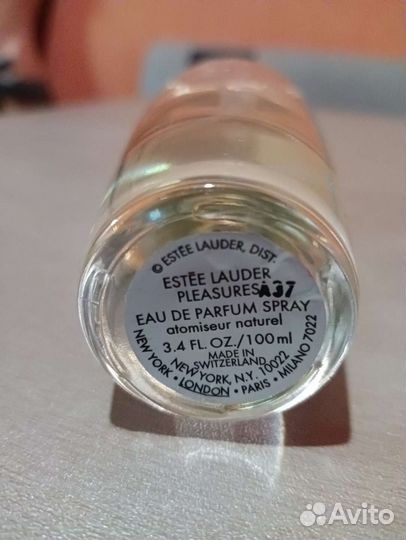 © ESTĒE LAUDER, DIST.
ESTĒE LAUDER
PLEASURES A37
EAU DE PARFUM SPRAY
atomiseur naturel
3.4 FL. OZ./100 ml
MADE IN
SWITZERLAND
NEW YORK, N.Y. 10022
NEW YORK • LONDON • PARIS • MILANO 7022
Avito